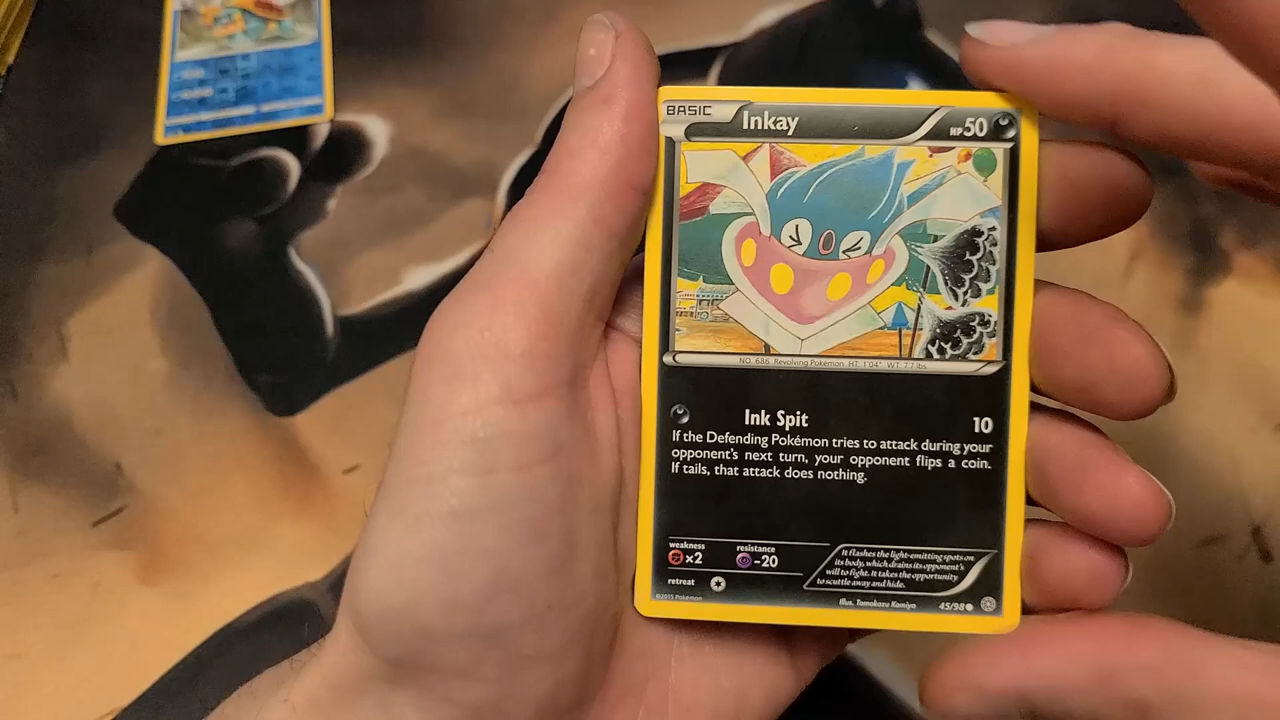 BASIC Inkay HP50
NO. 686 Revolving Pokémon HT: 1'04" WT: 7.7 lbs.
Ink Spit 10
If the Defending Pokémon tries to attack during your
opponent's next turn, your opponent flips a coin.
If tails, that attack does nothing.
weakness resistance
x2 -20
retreat
It flashes the light-emitting spots on
its body, which drains its opponent's
will to fight. It takes the opportunity
to scuttle away and hide.
©2015 Pokémon Illus. Tomokazu Komiya 45/98